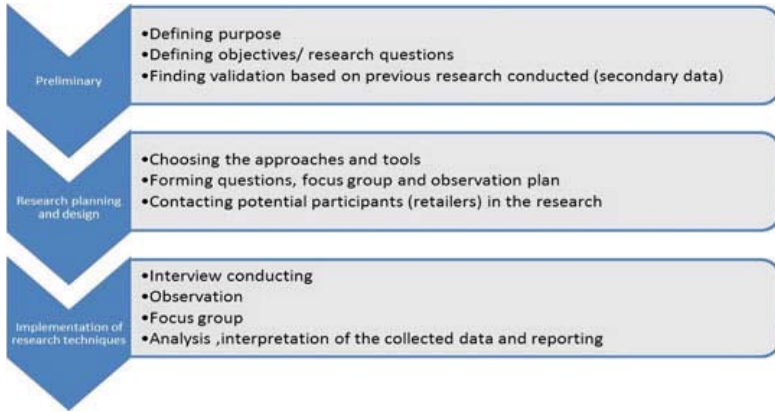 Preliminary
•Defining purpose
•Defining objectives/ research questions
•Finding validation based on previous research conducted (secondary data)
Research planning
and design
•Choosing the approaches and tools
•Forming questions, focus group and observation plan
•Contacting potential participants (retailers) in the research
Implementation of
research techniques
•Interview conducting
•Observation
•Focus group
•Analysis ,interpretation of the collected data and reporting